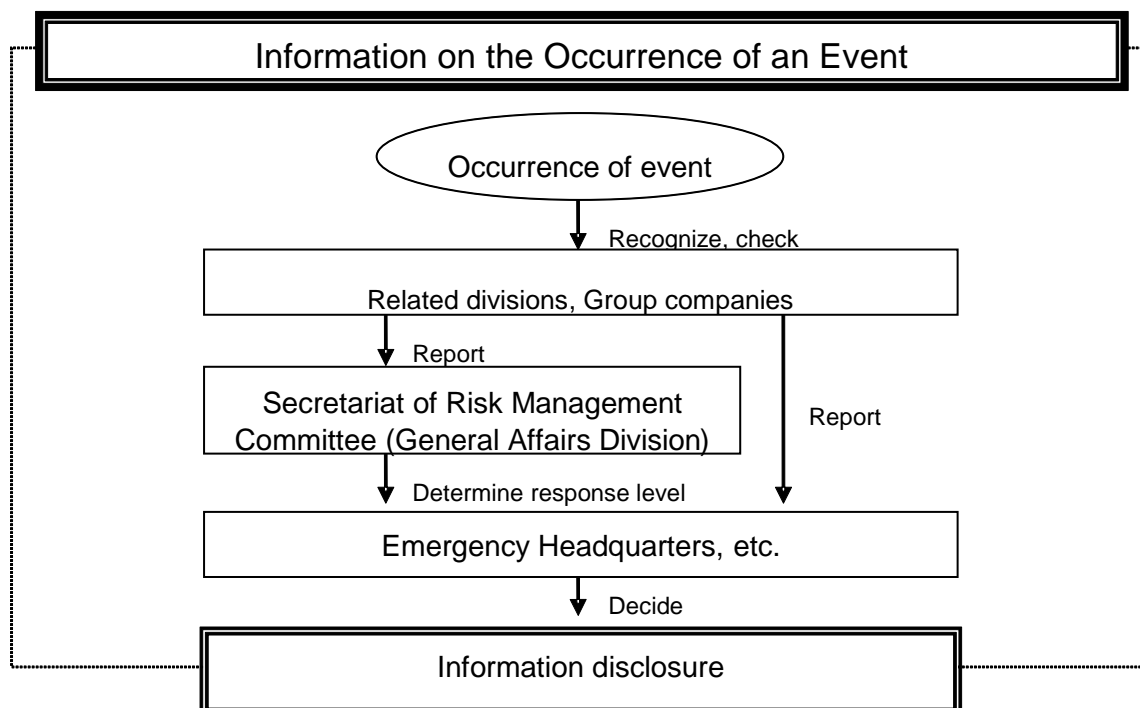 Information on the Occurrence of an Event
Occurrence of event
Recognize, check
Related divisions, Group companies
Report
Secretariat of Risk Management
Committee (General Affairs Division)
Report
Determine response level
Emergency Headquarters, etc.
Decide
Information disclosure